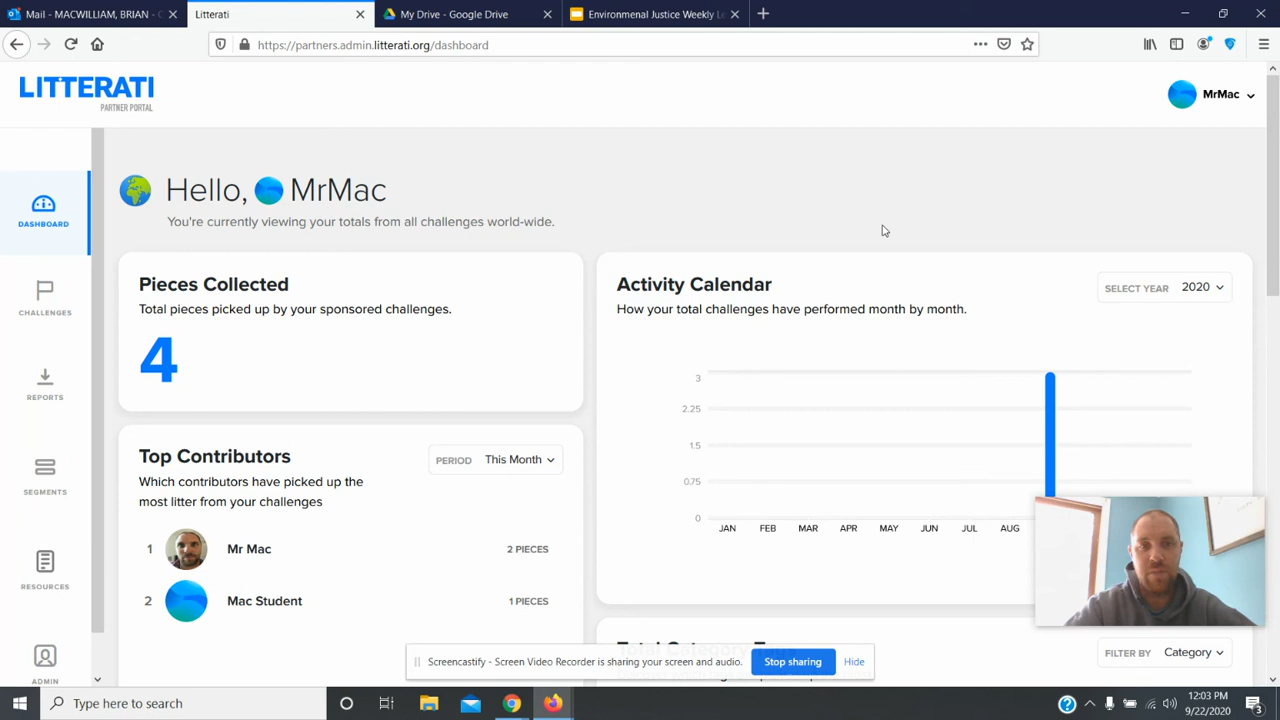 Mail - MACWILLIAM, BRIAN -
Litterati
My Drive - Google Drive
Environmenal Justice Weekly L
https://partners.admin.litterati.org/dashboard
LITTERATI
PARTNER PORTAL
MrMac
DASHBOARD
CHALLENGES
REPORTS
SEGMENTS
RESOURCES
ADMIN
Hello, MrMac
You're currently viewing your totals from all challenges world-wide.
Pieces Collected
Total pieces picked up by your sponsored challenges.
4
Activity Calendar
How your total challenges have performed month by month.
SELECT YEAR 2020
3
2.25
1.5
0.75
0
JAN FEB MAR APR MAY JUN JUL AUG
Top Contributors
Which contributors have picked up the
most litter from your challenges
PERIOD This Month
1 Mr Mac 2 PIECES
2 Mac Student 1 PIECES
Total Category Tags
FILTER BY Category
Screencastify - Screen Video Recorder is sharing your screen and audio.
Stop sharing
Hide
Type here to search
12:03 PM
9/22/2020
3